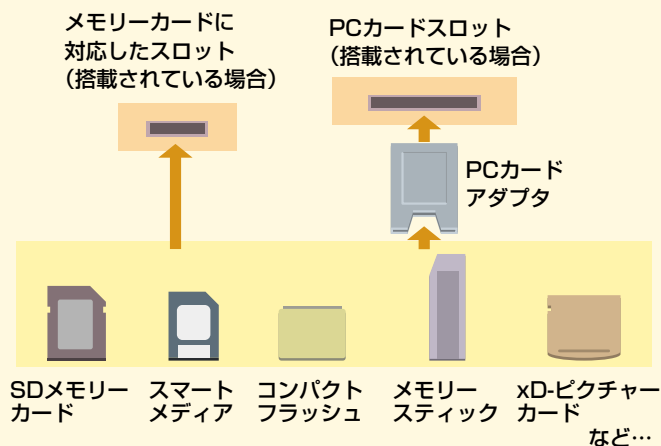 メモリーカードに
対応したスロット
（搭載されている場合）
PCカードスロット
（搭載されている場合）
PCカード
アダプタ
SDメモリー
カード
スマート
メディア
コンパクト
フラッシュ
メモリー
スティック
xD-ピクチャー
カード
など…